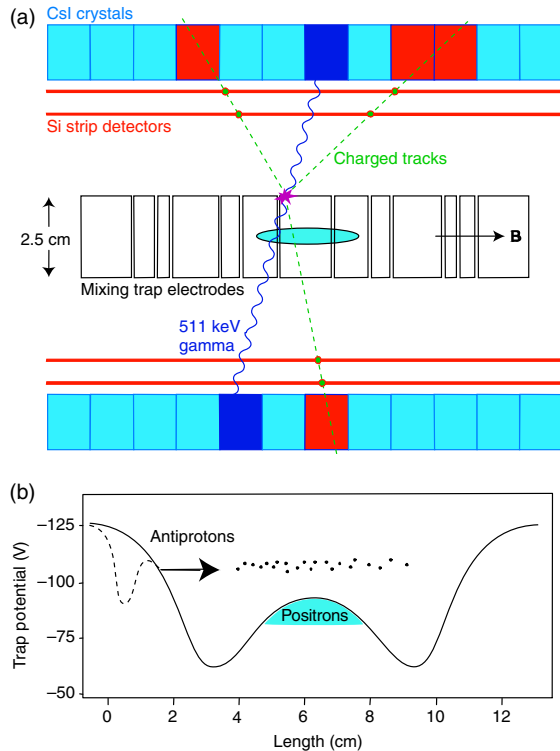 (a)
CsI crystals
Si strip detectors
Charged tracks
2.5 cm
B
Mixing trap electrodes
511 keV
gamma
(b)
Trap potential (V)
−125
−100
−75
−50
Antiprotons
Positrons
0 2 4 6 8 10 12
Length (cm)